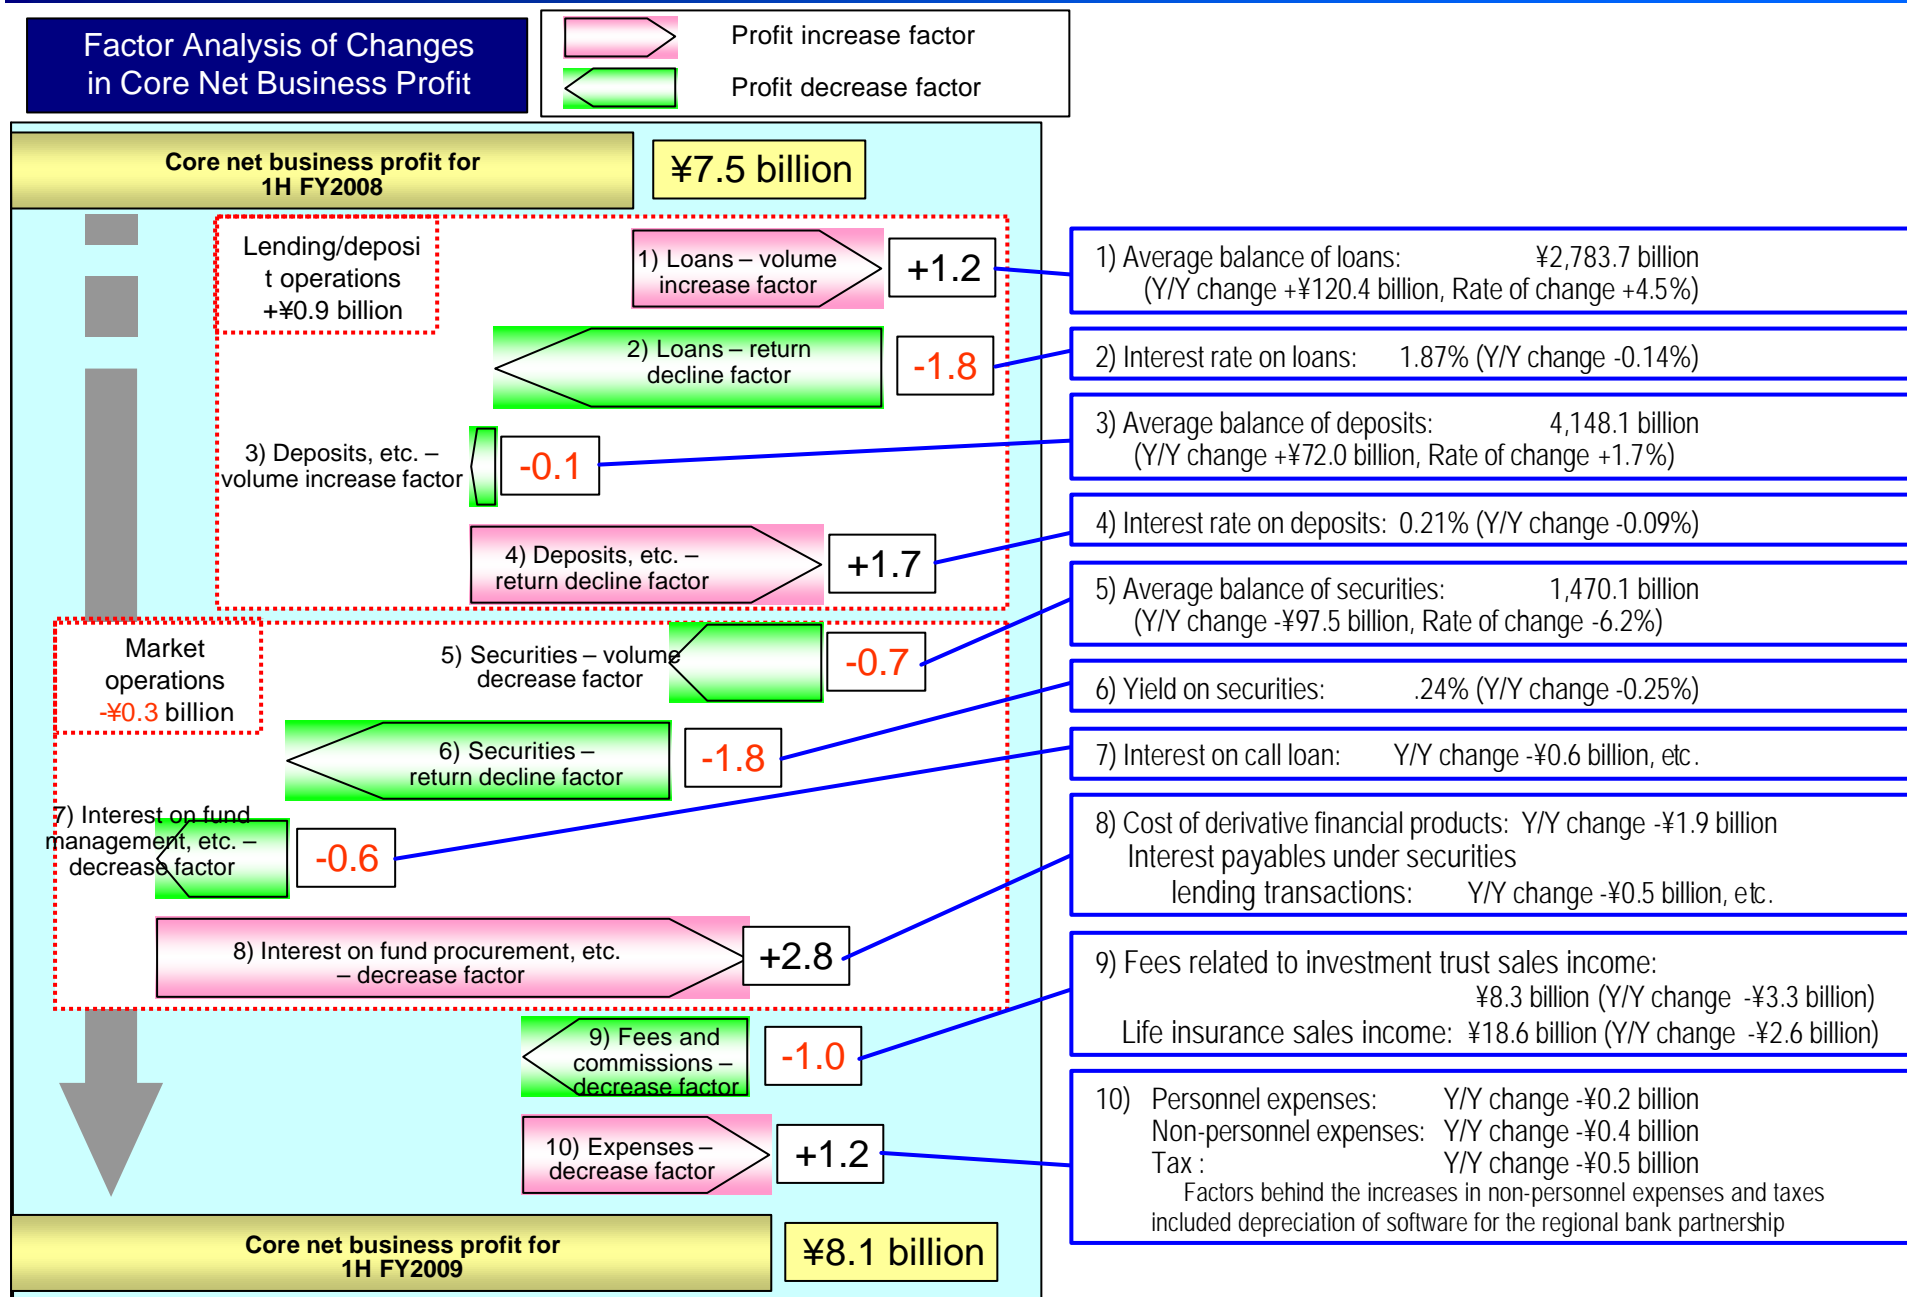 Factor Analysis of Changes
in Core Net Business Profit
Profit increase factor
Profit decrease factor
Core net business profit for
1H FY2008
¥7.5 billion
Lending/deposi
t operations
+¥0.9 billion
1) Loans – volume
increase factor
+1.2
2) Loans – return
decline factor
-1.8
3) Deposits, etc. –
volume increase factor
-0.1
4) Deposits, etc. –
return decline factor
+1.7
Market
operations
-¥0.3 billion
5) Securities – volume
decrease factor
-0.7
6) Securities –
return decline factor
-1.8
7) Interest on fund
management, etc. –
decrease factor
-0.6
8) Interest on fund procurement, etc.
– decrease factor
+2.8
9) Fees and
commissions –
decrease factor
-1.0
10) Expenses –
decrease factor
+1.2
Core net business profit for
1H FY2009
¥8.1 billion
1) Average balance of loans: ¥2,783.7 billion
(Y/Y change +¥120.4 billion, Rate of change +4.5%)
2) Interest rate on loans: 1.87% (Y/Y change -0.14%)
3) Average balance of deposits: 4,148.1 billion
(Y/Y change +¥72.0 billion, Rate of change +1.7%)
4) Interest rate on deposits: 0.21% (Y/Y change -0.09%)
5) Average balance of securities: 1,470.1 billion
(Y/Y change -¥97.5 billion, Rate of change -6.2%)
6) Yield on securities: .24% (Y/Y change -0.25%)
7) Interest on call loan: Y/Y change -¥0.6 billion, etc.
8) Cost of derivative financial products: Y/Y change -¥1.9 billion
Interest payables under securities
lending transactions: Y/Y change -¥0.5 billion, etc.
9) Fees related to investment trust sales income:
¥8.3 billion (Y/Y change -¥3.3 billion)
Life insurance sales income: ¥18.6 billion (Y/Y change -¥2.6 billion)
10) Personnel expenses: Y/Y change -¥0.2 billion
Non-personnel expenses: Y/Y change -¥0.4 billion
Tax : Y/Y change -¥0.5 billion
Factors behind the increases in non-personnel expenses and taxes
included depreciation of software for the regional bank partnership